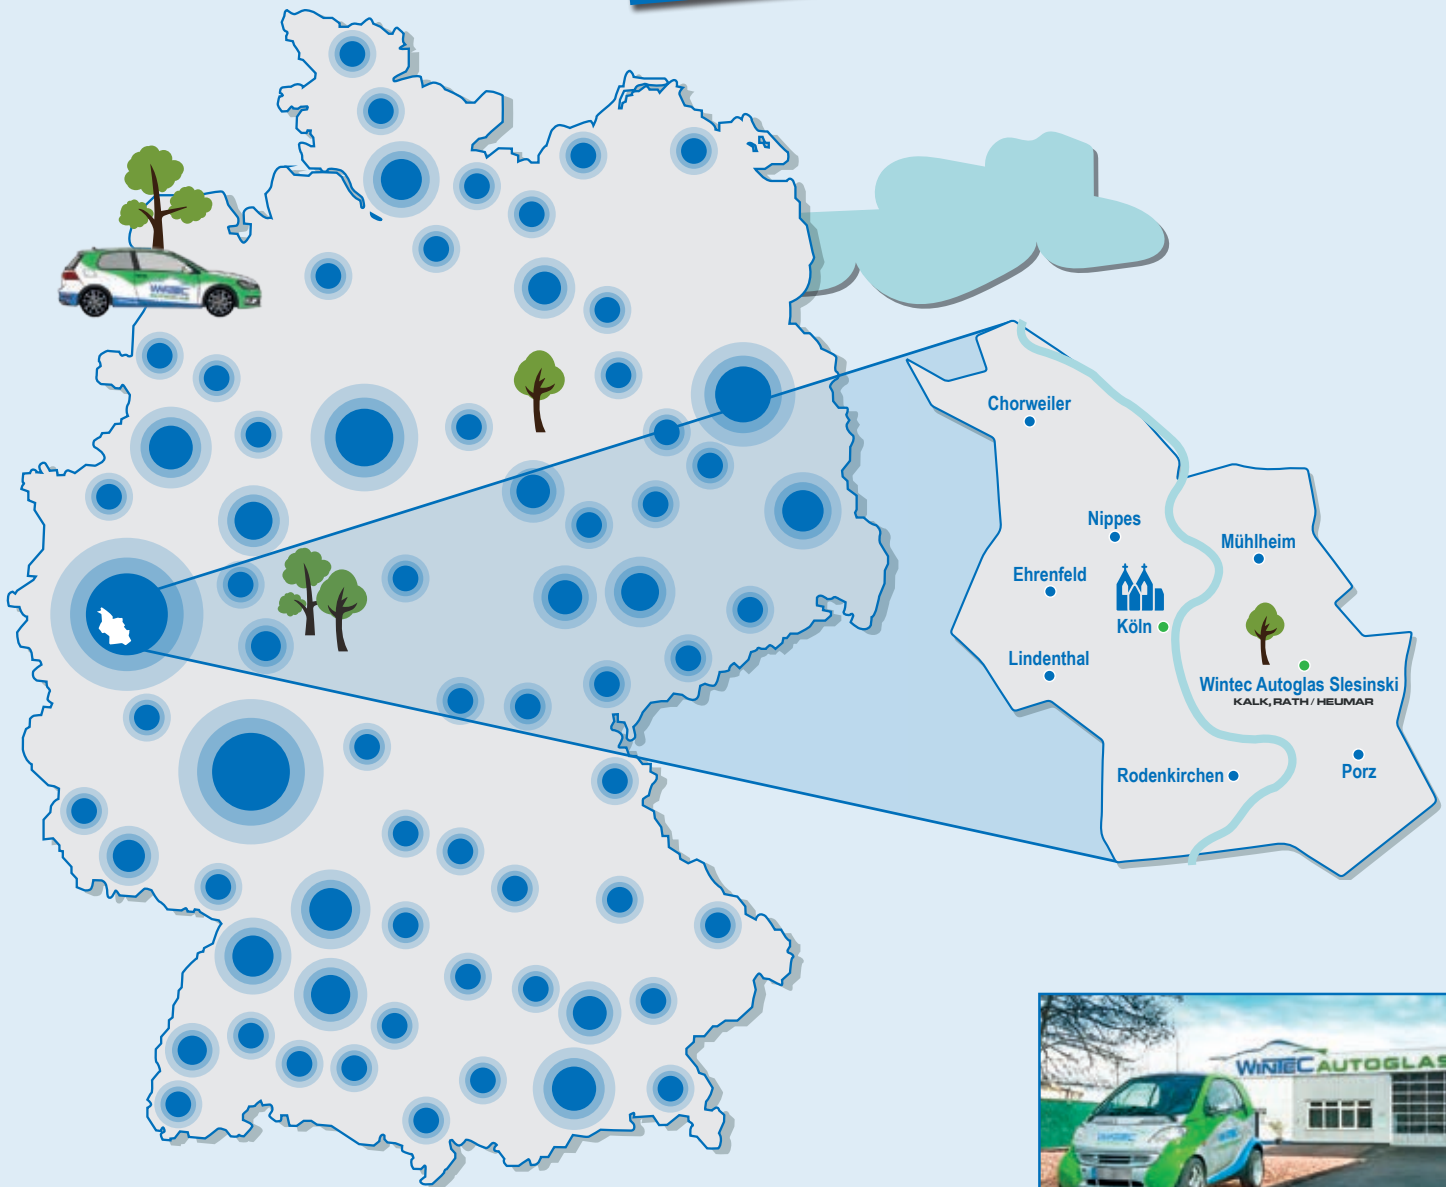 Chorweiler
Nippes
Mühlheim
Ehrenfeld
Köln
Lindenthal
Wintec Autoglas Slesinski
KALK, RATH / HEUMAR
Rodenkirchen
Porz
WiNTEC AUTOGLAS